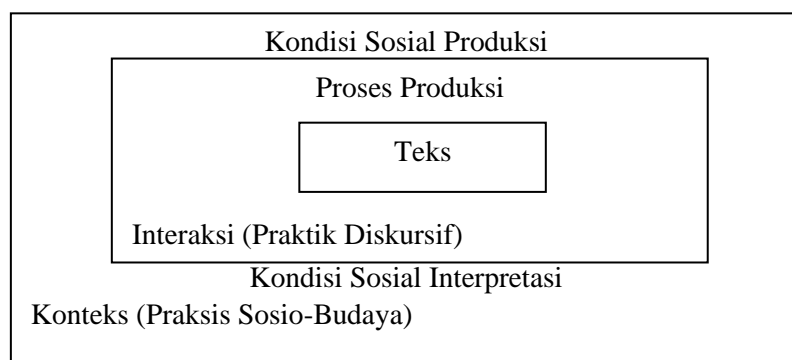 Kondisi Sosial Produksi
Proses Produksi
Teks
Interaksi (Praktik Diskursif)
Kondisi Sosial Interpretasi
Konteks (Praksis Sosio-Budaya)